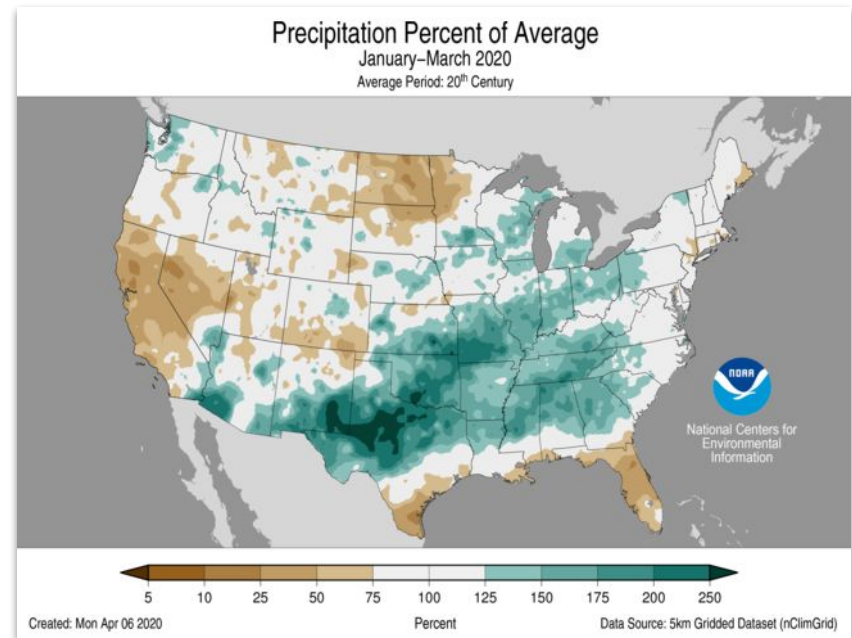 Precipitation Percent of Average
January–March 2020
Average Period: 20th Century
NOAA
National Centers for
Environmental
Information
5 10 25 50 75 100 125 150 175 200 250
Created: Mon Apr 06 2020 Percent Data Source: 5km Gridded Dataset (nClimGrid)